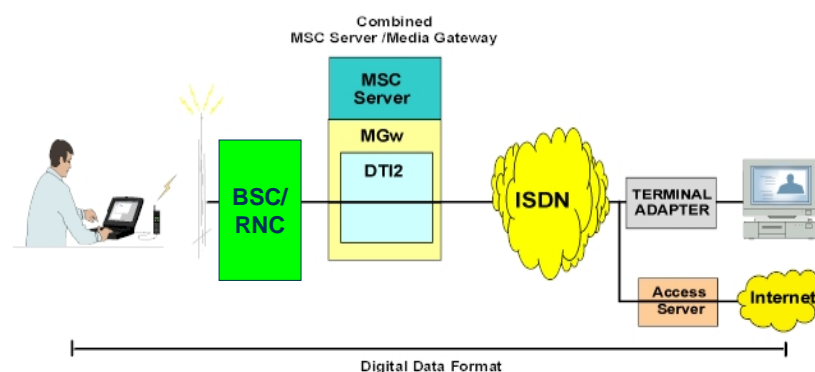 Combined
MSC Server /Media Gateway
MSC
Server
MGw
DTI2
BSC/
RNC
ISDN
TERMINAL
ADAPTER
Access
Server
Internet
Digital Data Format